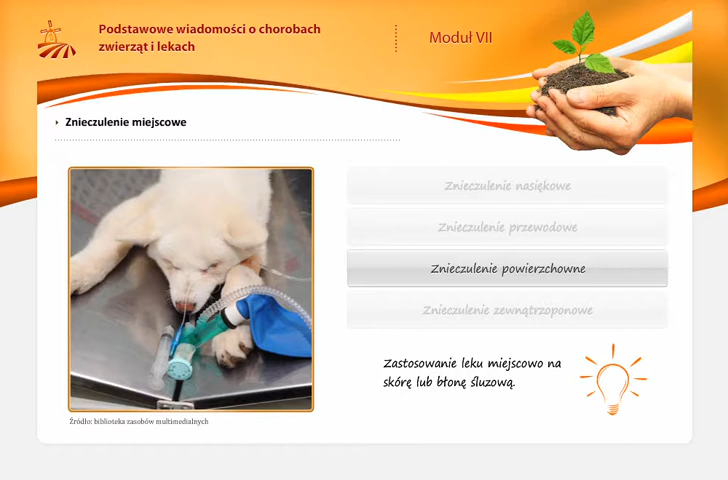 Podstawowe wiadomości o chorobach
zwierząt i lekach
Moduł VII
Znieczulenie miejscowe
Znieczulenie nasiękowe
Znieczulenie przewodowe
Znieczulenie powierzchowne
Znieczulenie zewnątrzoponowe
Zastosowanie leku miejscowo na
skórę lub błonę śluzową.
Źródło: biblioteka zasobów multimedialnych